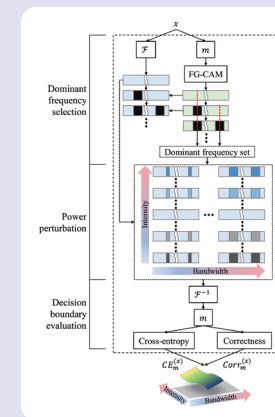 x
ℱ
m
FG-CAM
Dominant
frequency
selection
Dominant frequency set
Power
perturbation
Intensity
Bandwidth
ℱ⁻¹
m
Decision
boundary
evaluation
Cross-entropy
Correctness
CE_m^(x)
Corr_m^(x)
Intensity
Bandwidth